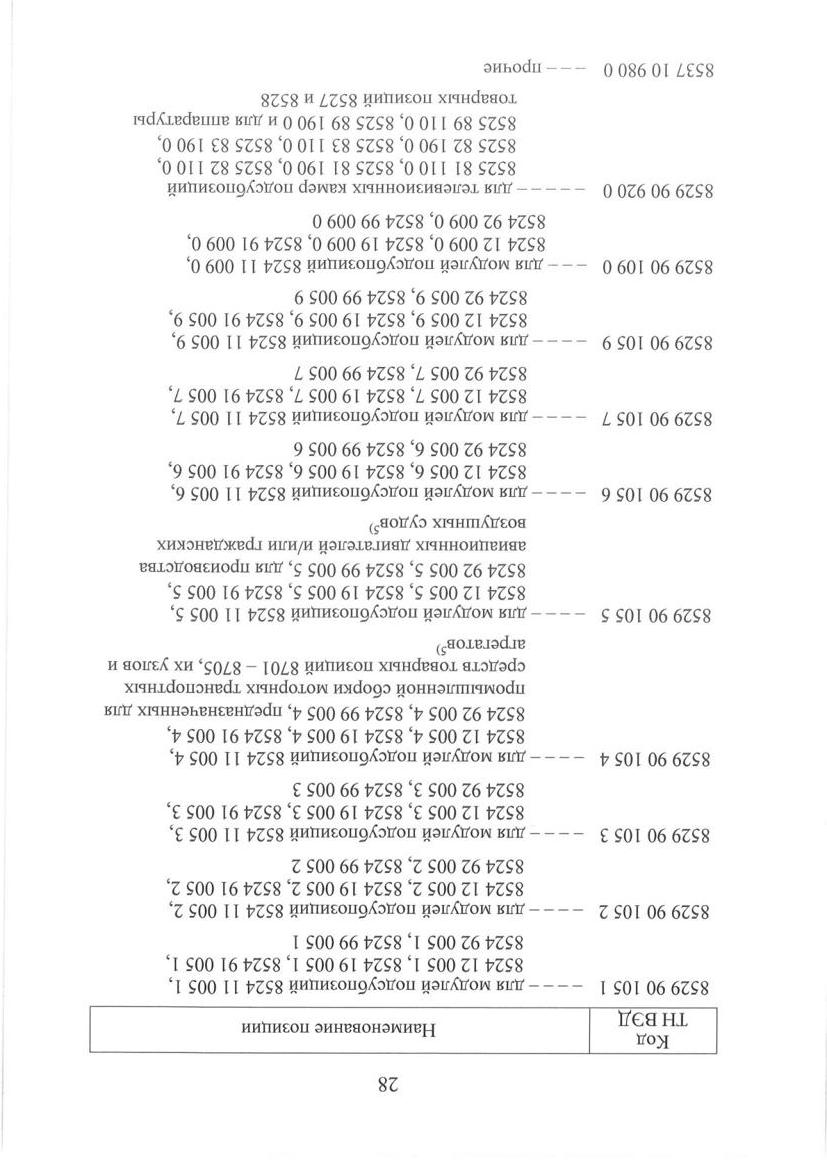 28
Код
ТН ВЭД
Наименование позиции
8529 90 105 1 – – – – для модулей подсубпозиций 8524 11 005 1,
8524 12 005 1, 8524 19 005 1, 8524 91 005 1,
8524 92 005 1, 8524 99 005 1
8529 90 105 2 – – – – для модулей подсубпозиций 8524 11 005 2,
8524 12 005 2, 8524 19 005 2, 8524 91 005 2,
8524 92 005 2, 8524 99 005 2
8529 90 105 3 – – – – для модулей подсубпозиций 8524 11 005 3,
8524 12 005 3, 8524 19 005 3, 8524 91 005 3,
8524 92 005 3, 8524 99 005 3
8529 90 105 4 – – – – для модулей подсубпозиций 8524 11 005 4,
8524 12 005 4, 8524 19 005 4, 8524 91 005 4,
8524 92 005 4, 8524 99 005 4, предназначенных для
промышленной сборки моторных транспортных
средств товарных позиций 8701 – 8705, их узлов и
агрегатов⁵⁾
8529 90 105 5 – – – – для модулей подсубпозиций 8524 11 005 5,
8524 12 005 5, 8524 19 005 5, 8524 91 005 5,
8524 92 005 5, 8524 99 005 5, для производства
авиационных двигателей и/или гражданских
воздушных судов⁵⁾
8529 90 105 6 – – – – для модулей подсубпозиций 8524 11 005 6,
8524 12 005 6, 8524 19 005 6, 8524 91 005 6,
8524 92 005 6, 8524 99 005 6
8529 90 105 7 – – – – для модулей подсубпозиций 8524 11 005 7,
8524 12 005 7, 8524 19 005 7, 8524 91 005 7,
8524 92 005 7, 8524 99 005 7
8529 90 105 9 – – – – для модулей подсубпозиций 8524 11 005 9,
8524 12 005 9, 8524 19 005 9, 8524 91 005 9,
8524 92 005 9, 8524 99 005 9
8529 90 109 0 – – – для модулей подсубпозиций 8524 11 009 0,
8524 12 009 0, 8524 19 009 0, 8524 91 009 0,
8524 92 009 0, 8524 99 009 0
8529 90 920 0 – – – – – для телевизионных камер подсубпозиций
8525 81 110 0, 8525 81 190 0, 8525 82 110 0,
8525 82 190 0, 8525 83 110 0, 8525 83 190 0,
8525 89 110 0, 8525 89 190 0 и для аппаратуры
товарных позиций 8527 и 8528
8537 10 980 0 – – – прочие